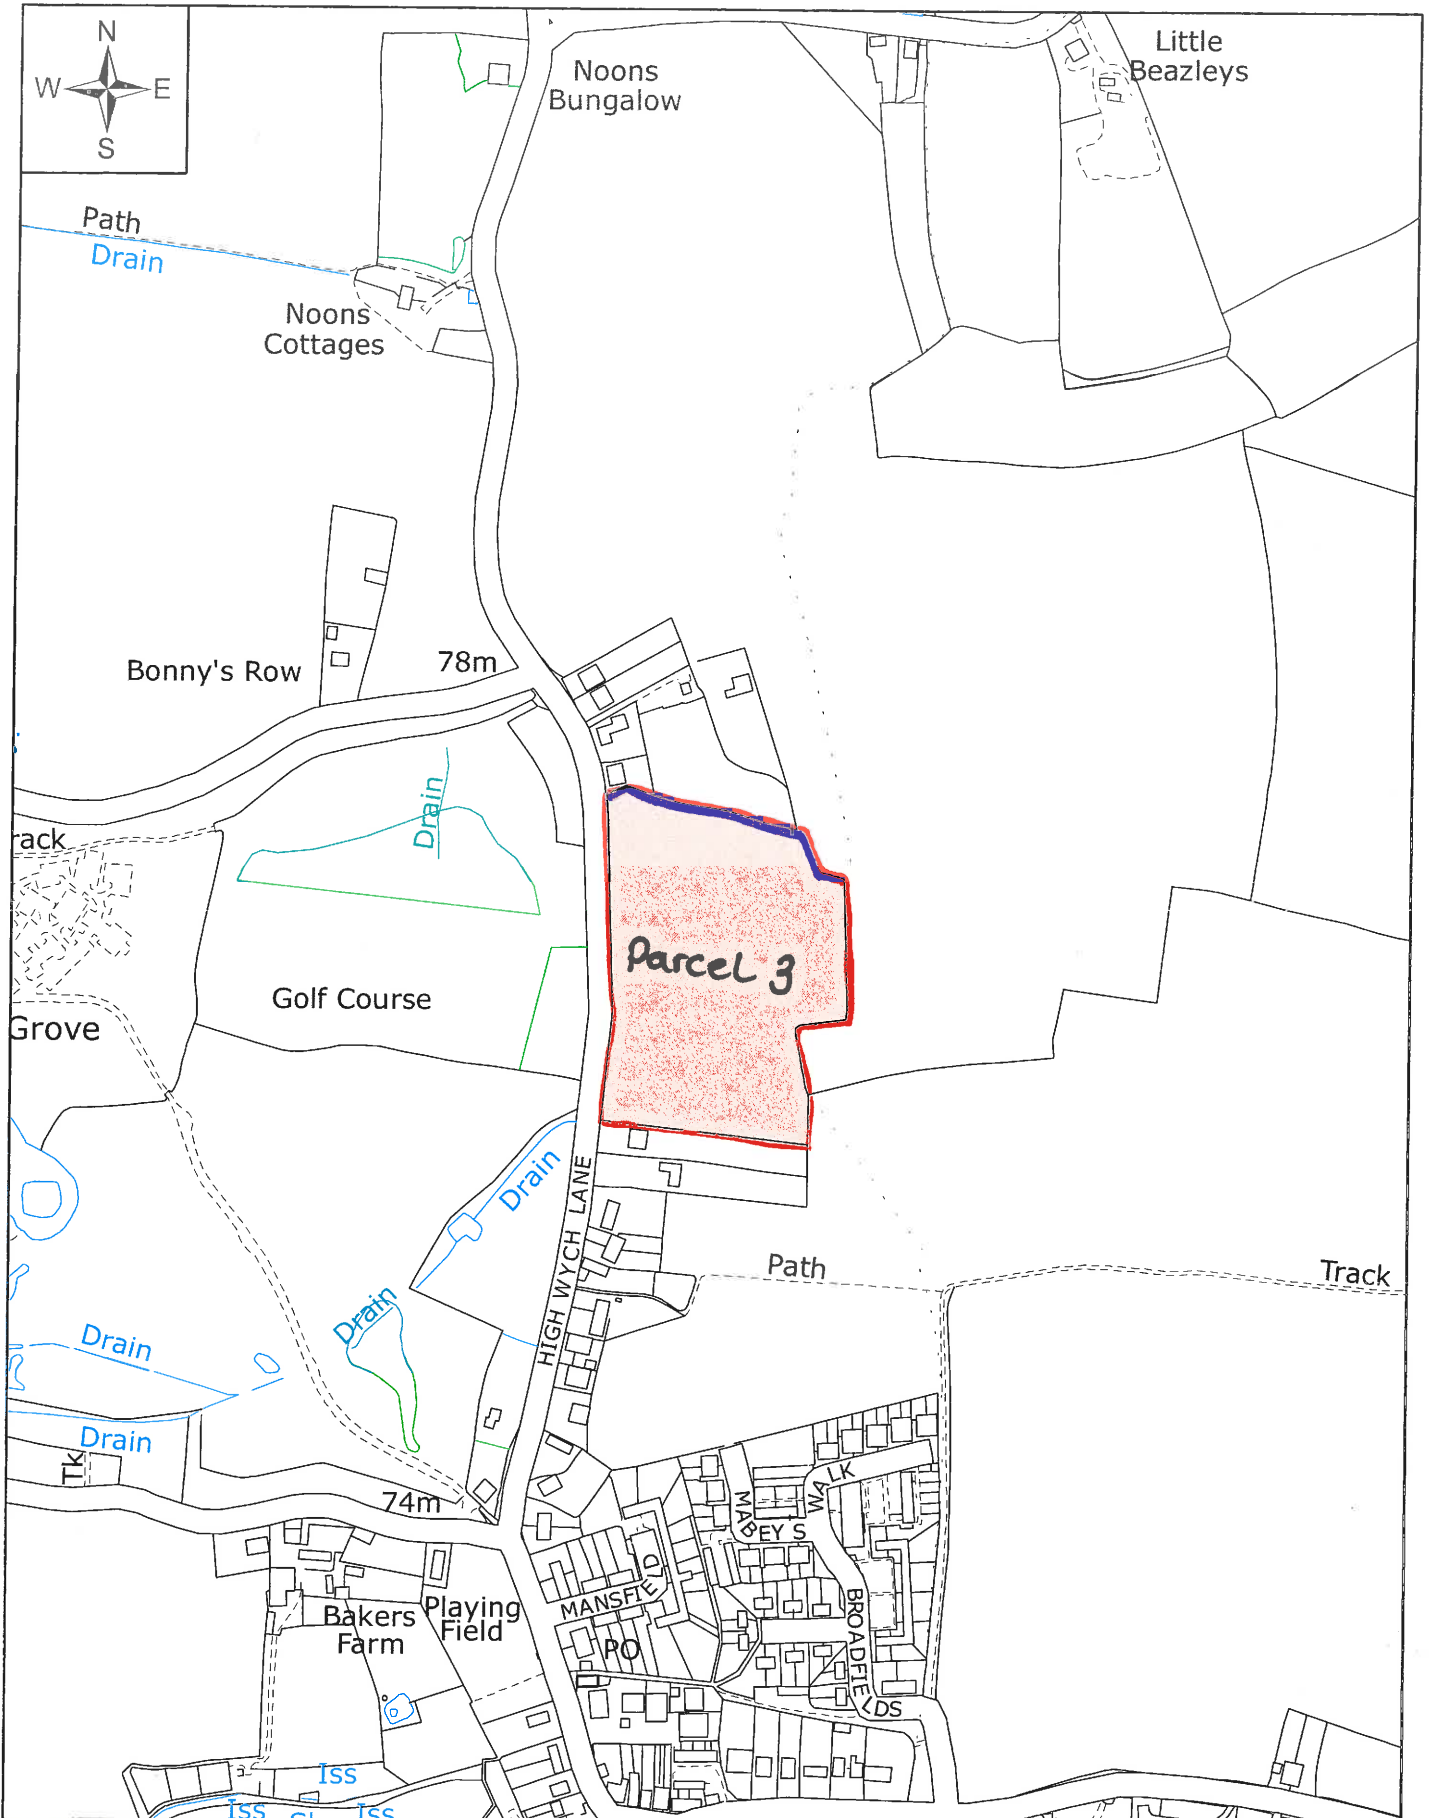 N
W E
S
Little
Beazleys
Noons
Bungalow
Path
Drain
Noons
Cottages
78m
Bonny's Row
Drain
rack
Parcel 3
Golf Course
Grove
Drain
HIGH WYCH LANE
Path
Track
Drain
Drain
Drain
Tk
74m
WALK
MABEYS
MANSFIELD
BROADFIELDS
Bakers
Farm
Playing
Field
PO
Iss
Iss
Iss